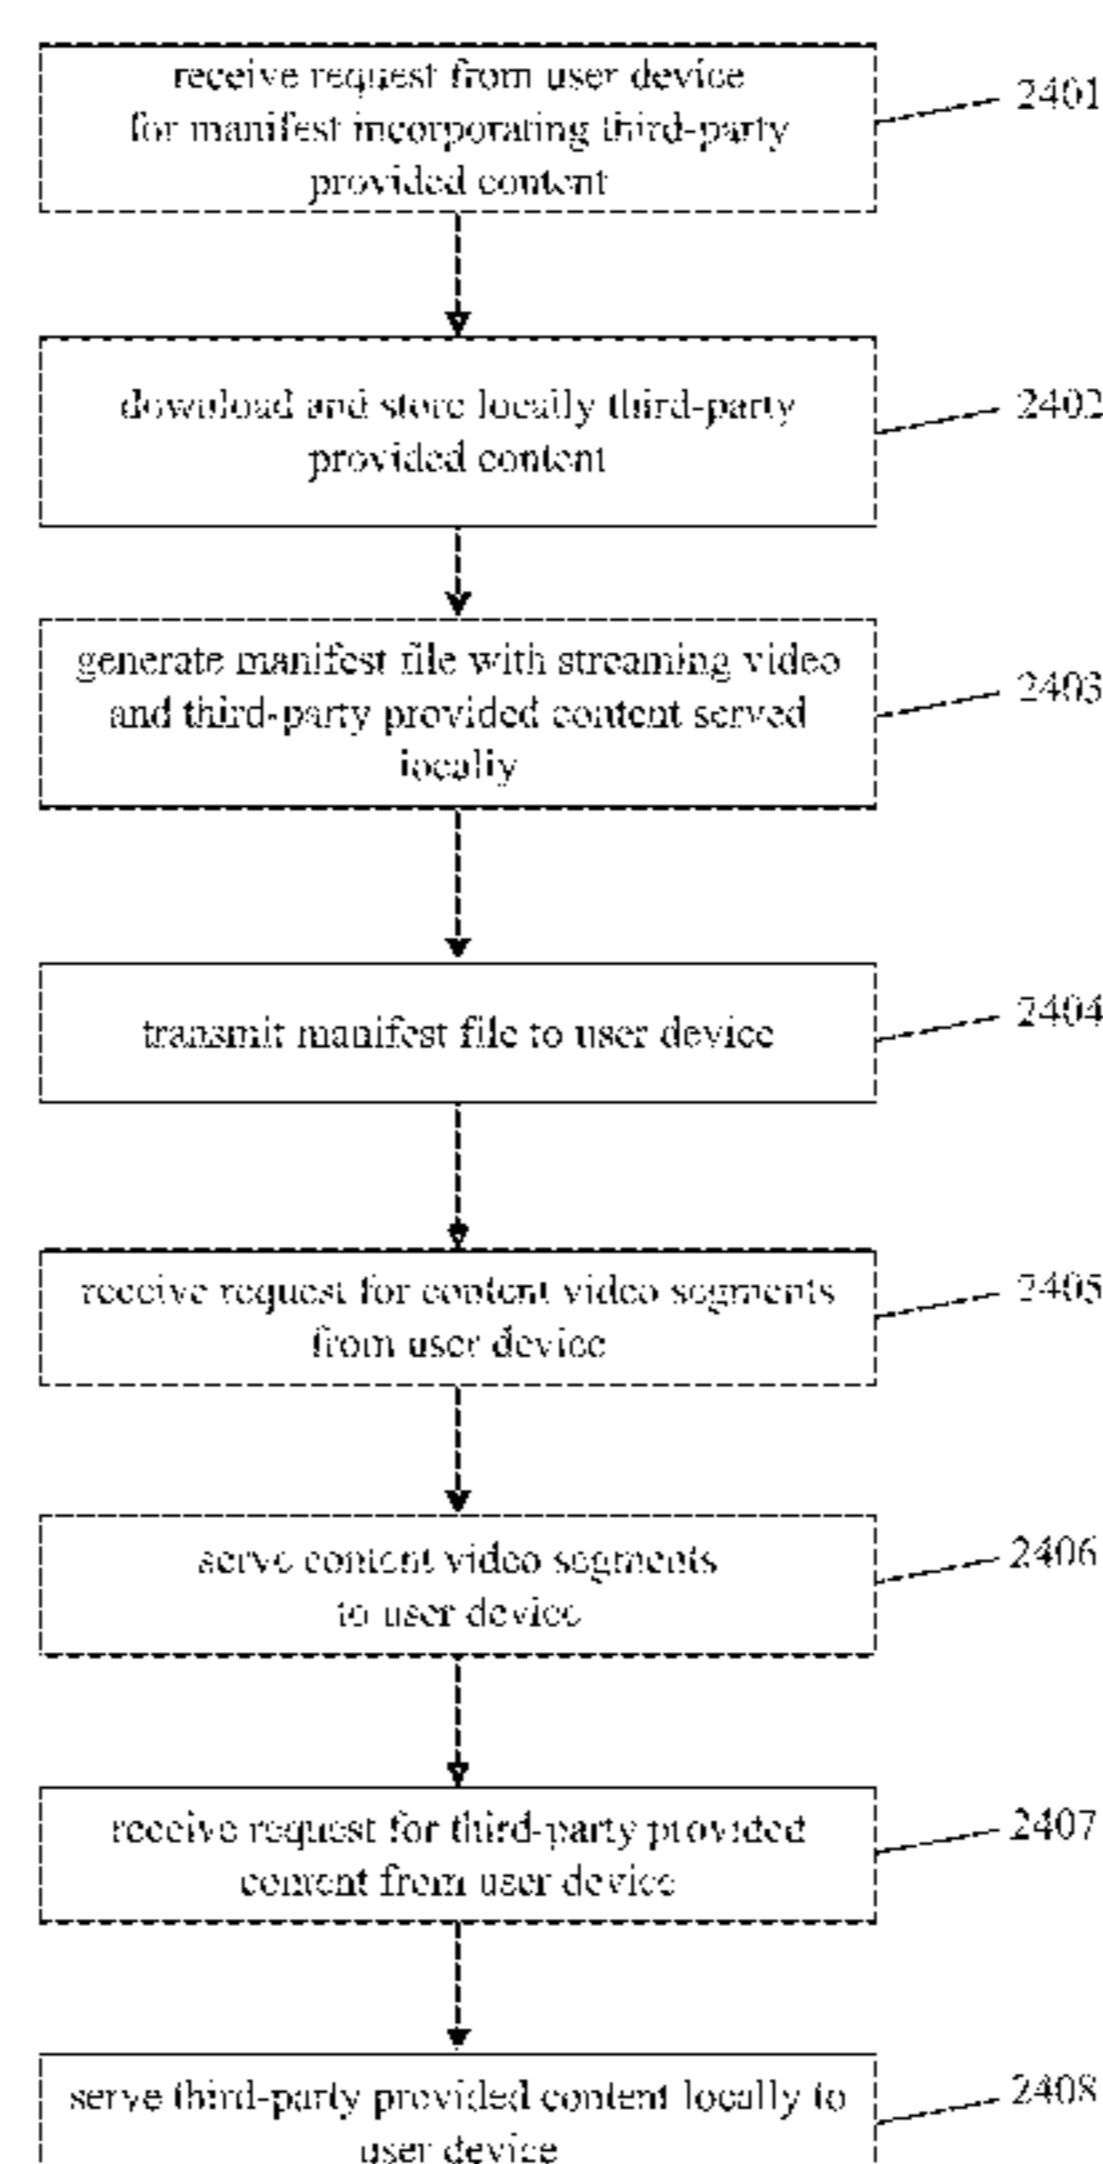 receive request from user device
for manifest incorporating third-party
provided content
2401
download and store locally third-party
provided content
2402
generate manifest file with streaming video
and third-party provided content served
locally
2403
transmit manifest file to user device
2404
receive request for content video segments
from user device
2405
serve content video segments
to user device
2406
receive request for third-party provided
content from user device
2407
serve third-party provided content locally to
user device
2408